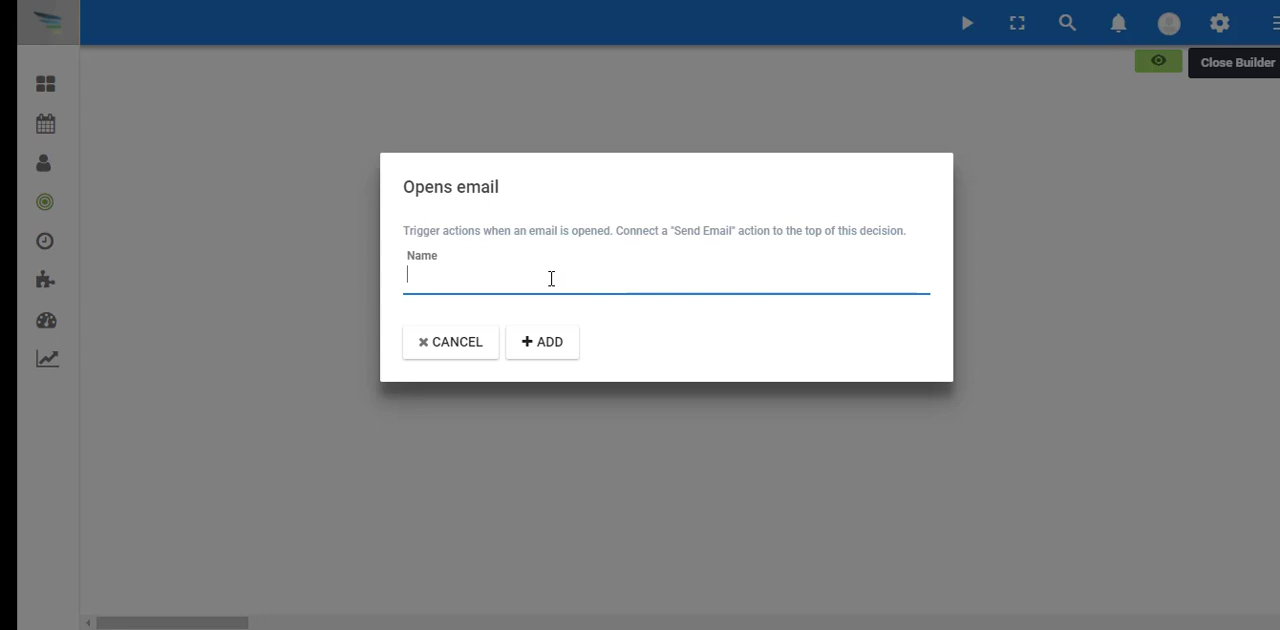 Close Builder
Opens email
Trigger actions when an email is opened. Connect a "Send Email" action to the top of this decision.
Name
CANCEL
ADD